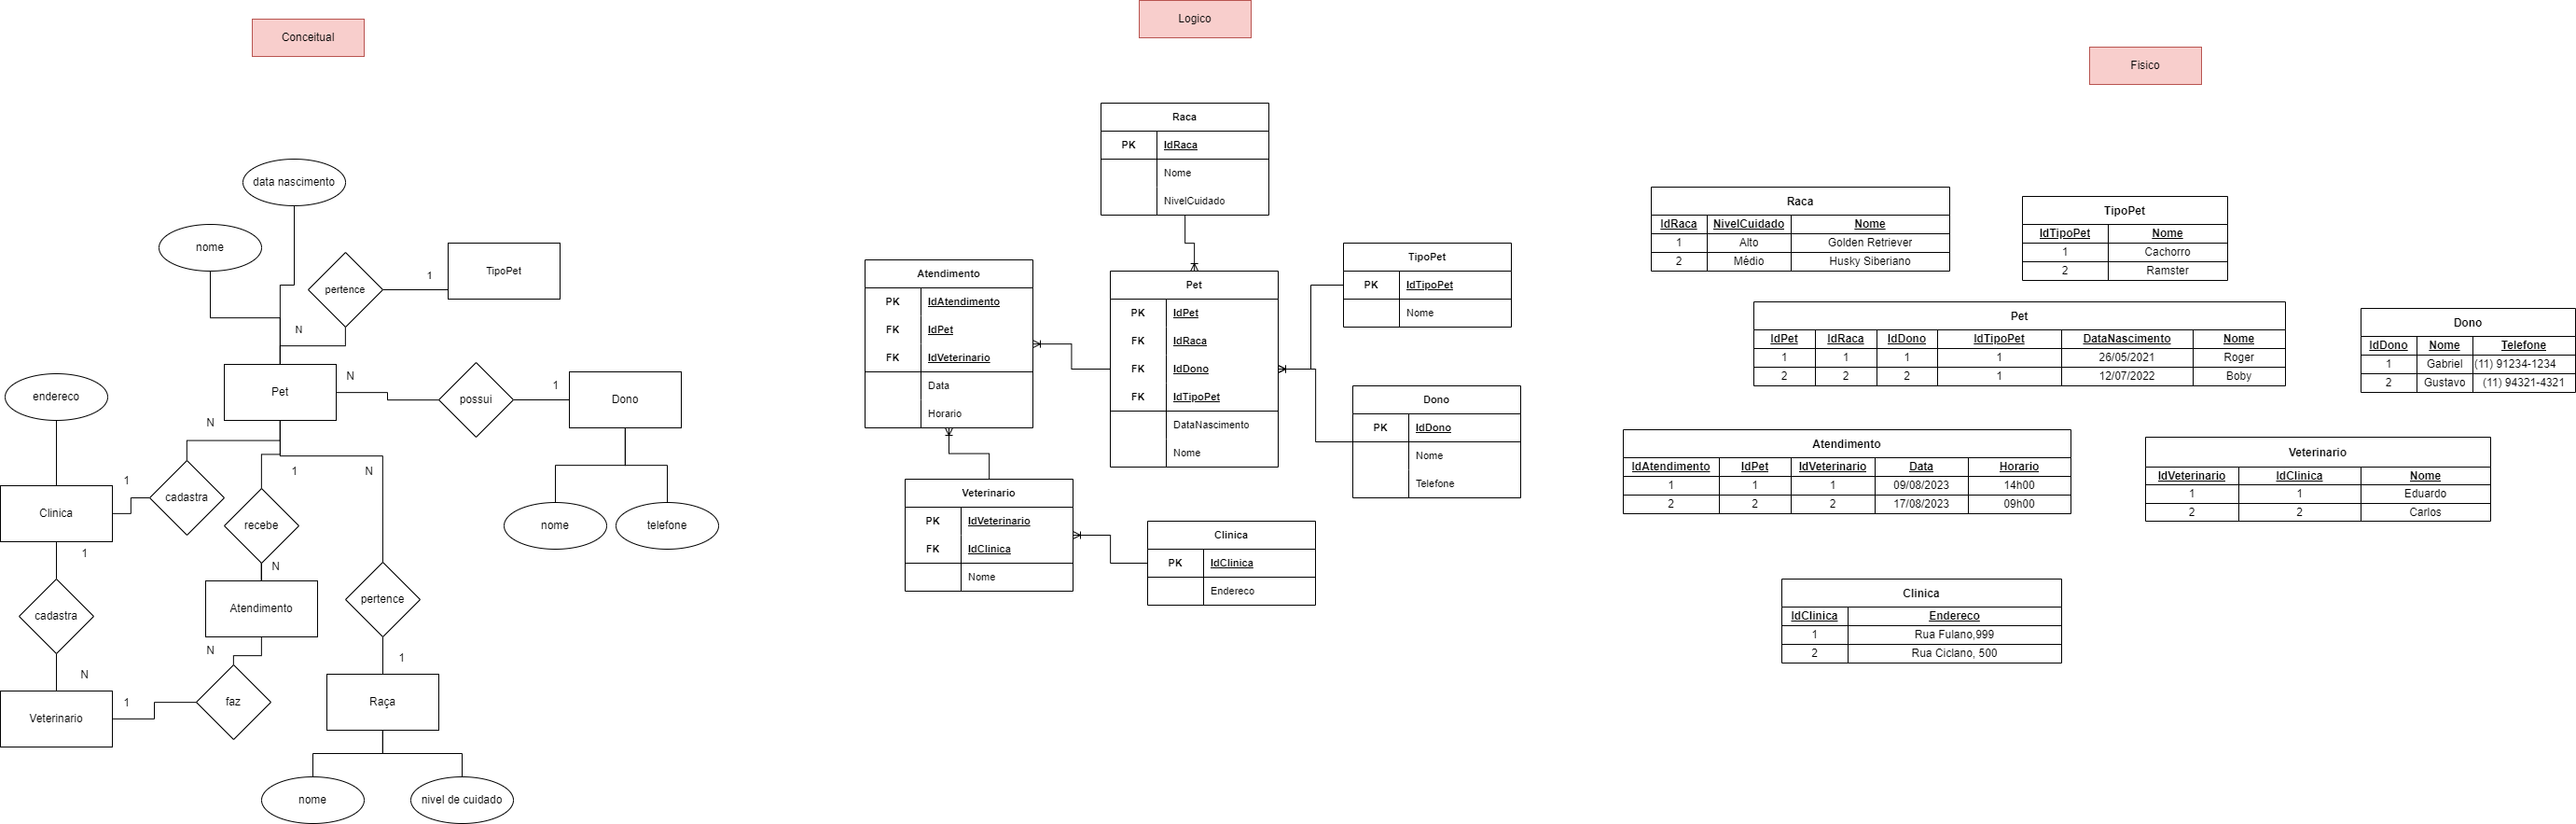 Conceitual
data nascimento
nome
TipoPet
pertence
1
N
Pet
N
possui
1
Dono
endereco
N
nome
telefone
Clinica
1
cadastra
1
recebe
N
N
Atendimento
pertence
1
cadastra
N
N
1
Veterinario
1
faz
Raça
nome
nivel de cuidado
Logico
Raca
PK IdRaca
Nome
NivelCuidado
Atendimento
PK IdAtendimento
FK IdPet
FK IdVeterinario
Data
Horario
Pet
PK IdPet
FK IdRaca
FK IdDono
FK IdTipoPet
DataNascimento
Nome
TipoPet
PK IdTipoPet
Nome
Dono
PK IdDono
Nome
Telefone
Veterinario
PK IdVeterinario
FK IdClinica
Nome
Clinica
PK IdClinica
Endereco
Fisico
Raca
IdRaca NivelCuidado Nome
1 Alto Golden Retriever
2 Médio Husky Siberiano
TipoPet
IdTipoPet Nome
1 Cachorro
2 Ramster
Pet
IdPet IdRaca IdDono IdTipoPet DataNascimento Nome
1 1 1 1 26/05/2021 Roger
2 2 2 1 12/07/2022 Boby
Dono
IdDono Nome Telefone
1 Gabriel (11) 91234-1234
2 Gustavo (11) 94321-4321
Atendimento
IdAtendimento IdPet IdVeterinario Data Horario
1 1 1 09/08/2023 14h00
2 2 2 17/08/2023 09h00
Veterinario
IdVeterinario IdClinica Nome
1 1 Eduardo
2 2 Carlos
Clinica
IdClinica Endereco
1 Rua Fulano,999
2 Rua Ciclano, 500